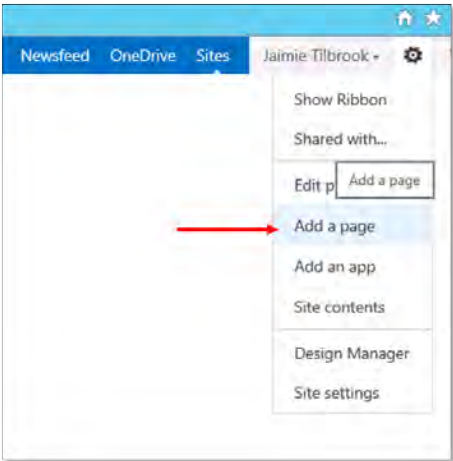 Newsfeed OneDrive Sites Jaimie Tilbrook
Show Ribbon
Shared with...
Edit p
Add a page
Add a page
Add an app
Site contents
Design Manager
Site settings